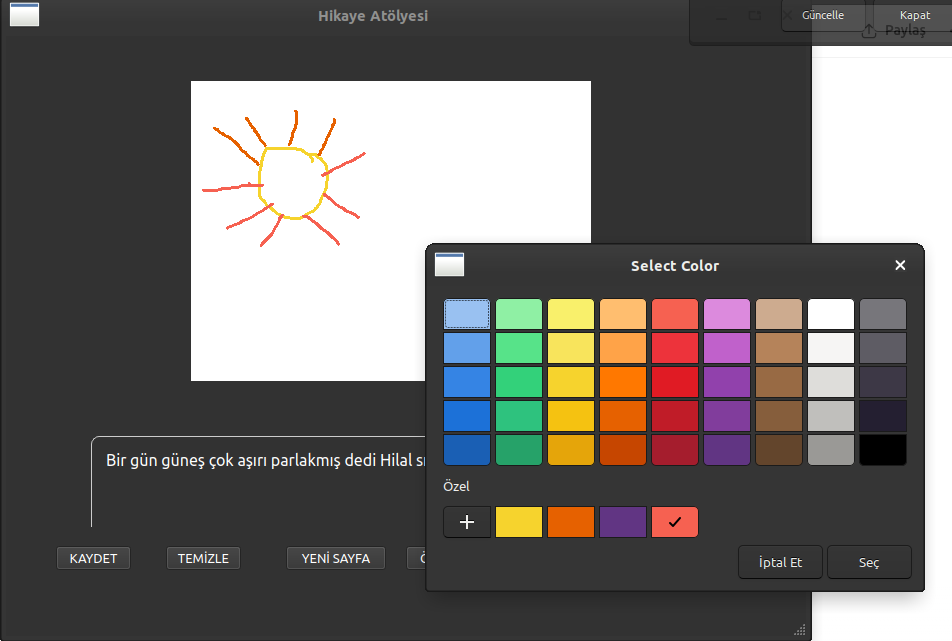 Hikaye Atölyesi
Güncelle
Kapat
Paylaş
Select Color
Bir gün güneş çok aşırı parlakmış dedi Hilal
Özel
KAYDET
TEMİZLE
YENİ SAYFA
İptal Et
Seç